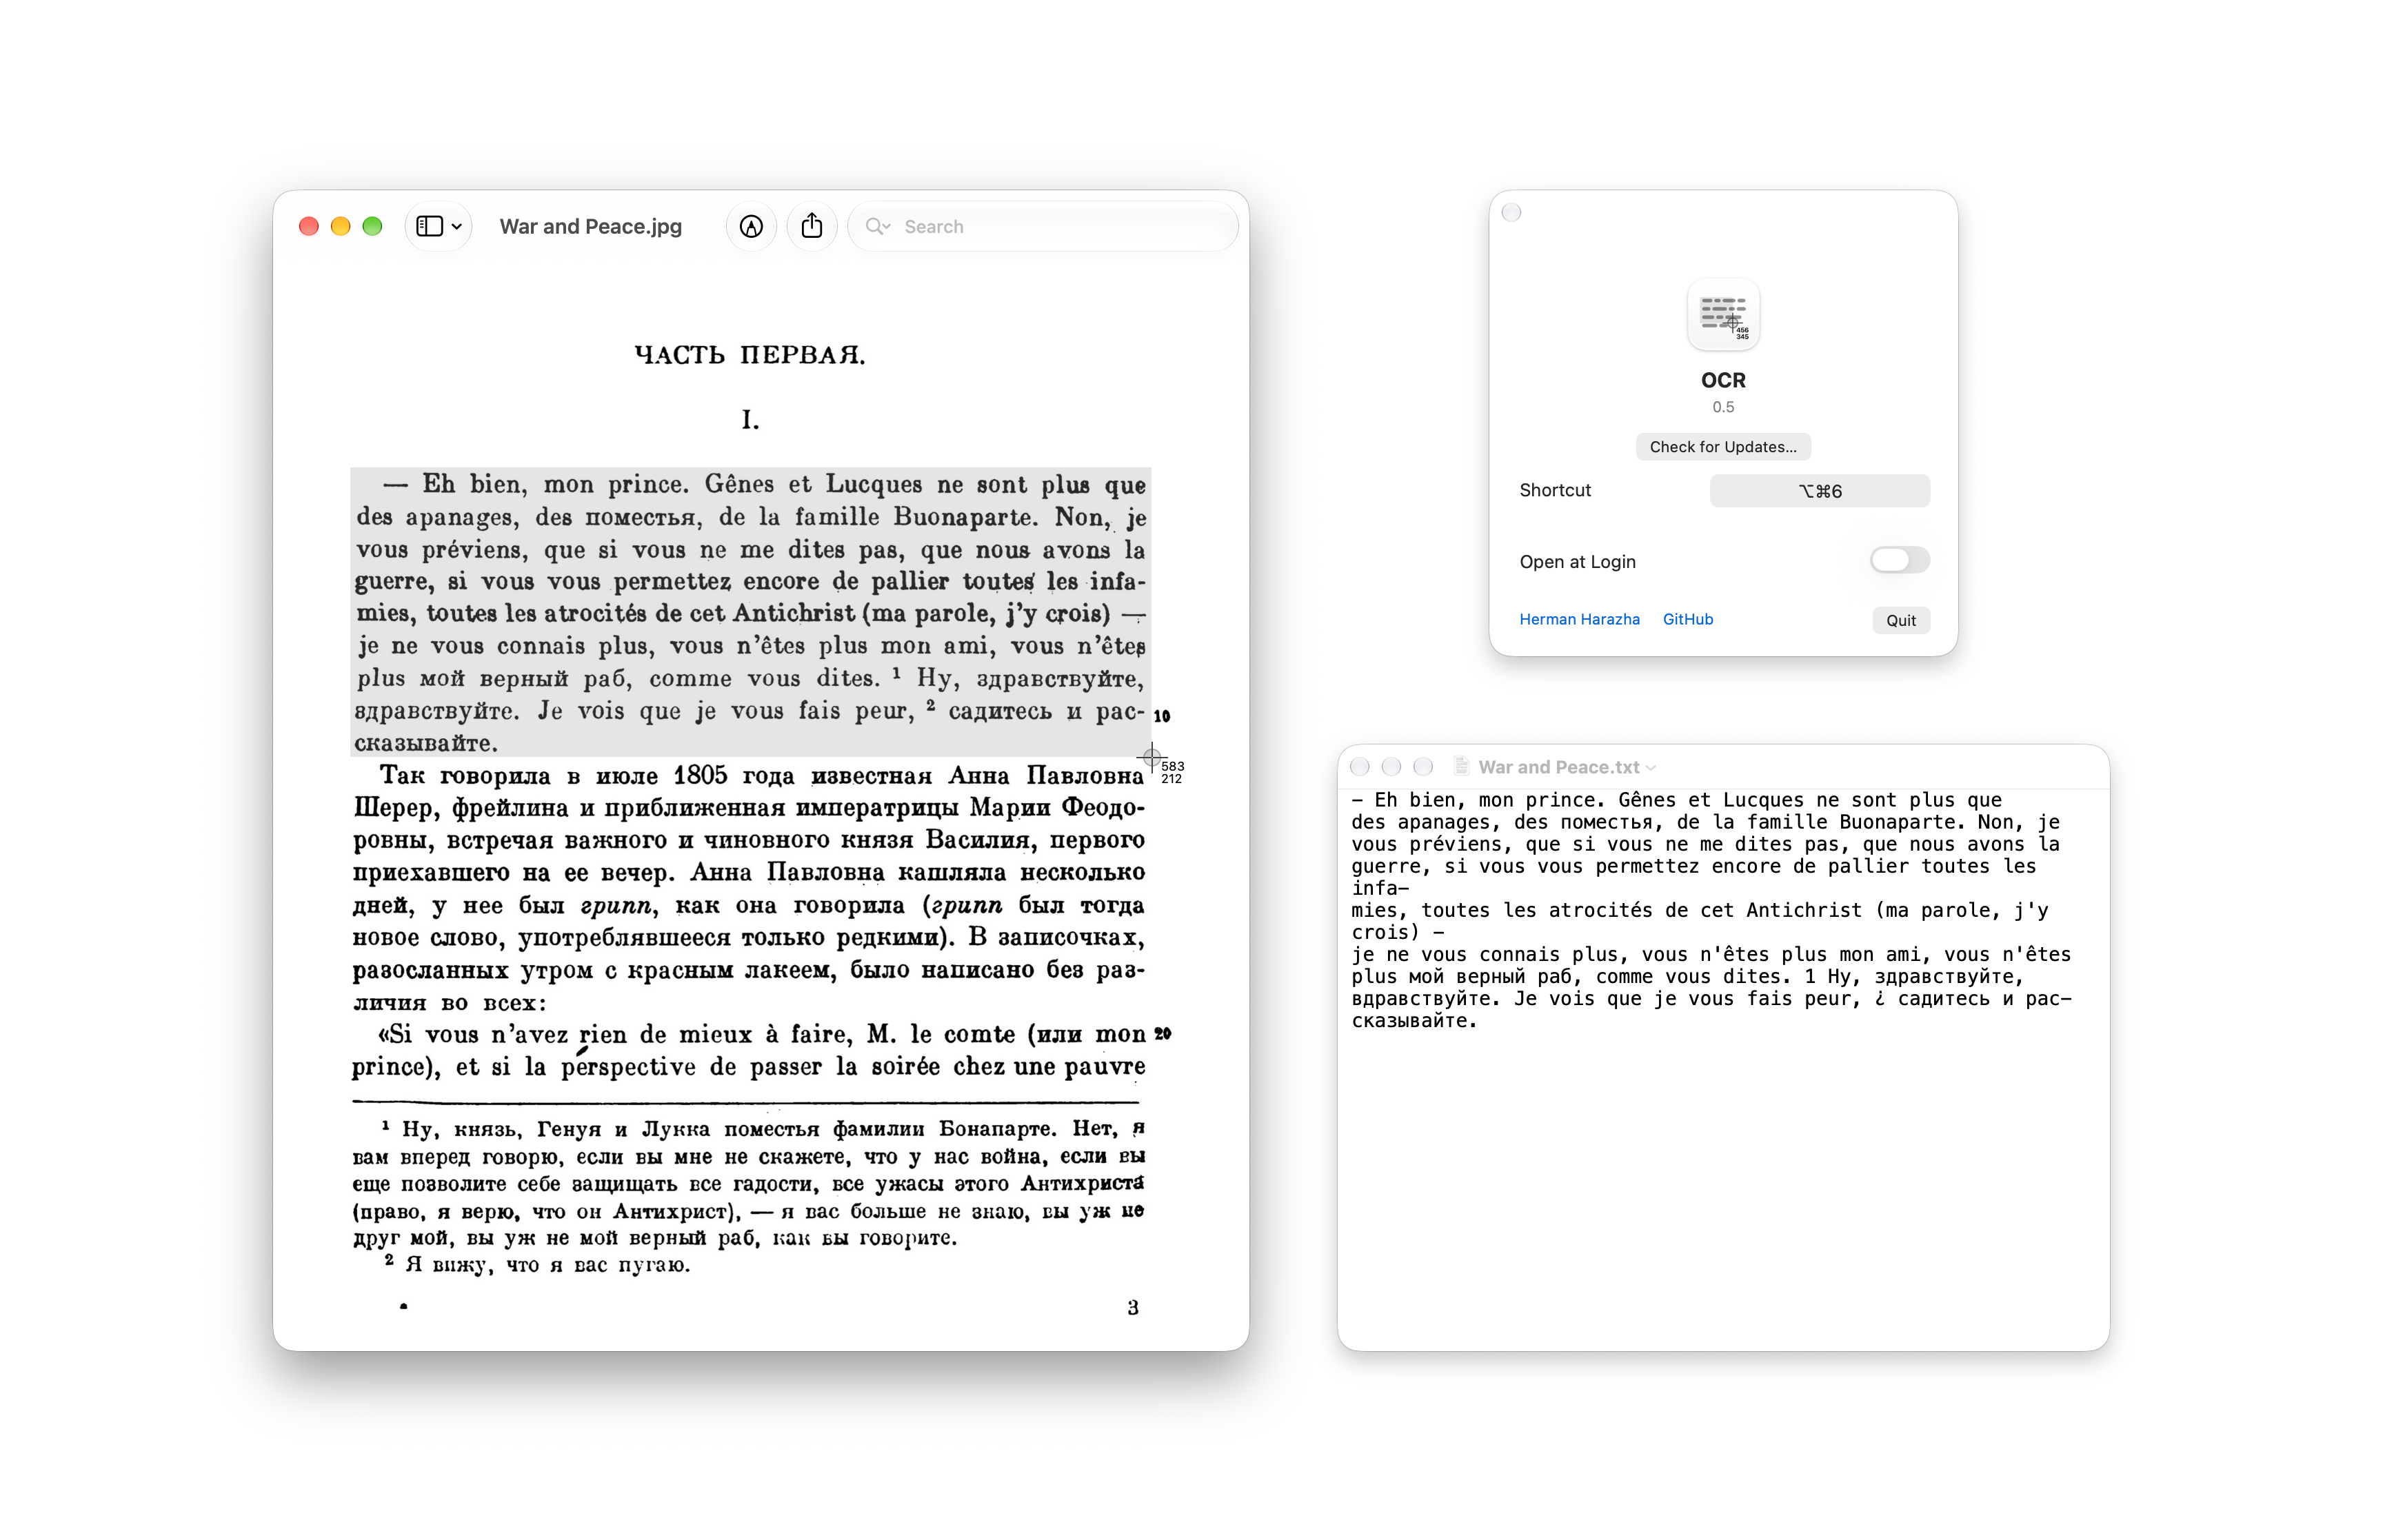 War and Peace.jpg
Search
ЧАСТЬ ПЕРВАЯ.
I.
— Eh bien, mon prince. Gênes et Lucques ne sont plus que
des apanages, des поместья, de la famille Buonaparte. Non, je
vous préviens, que si vous ne me dites pas, que nous avons la
guerre, si vous vous permettez encore de pallier toutes les infa-
mies, toutes les atrocités de cet Antichrist (ma parole, j’y crois) —
je ne vous connais plus, vous n’êtes plus mon ami, vous n’êtes
plus мой верный раб, comme vous dites. ¹ Ну, здравствуйте,
здравствуйте. Je vois que je vous fais peur, ² садитесь и рас- 10
сказывайте.
583
212
Так говорила в июле 1805 года известная Анна Павловна
Шерер, фрейлина и приближенная императрицы Марии Феодо-
ровны, встречая важного и чиновного князя Василия, первого
приехавшего на ее вечер. Анна Павловна кашляла несколько
дней, у нее был грипп, как она говорила (грипп был тогда
новое слово, употреблявшееся только редкими). В записочках,
разосланных утром с красным лакеем, было написано без раз-
личия во всех:
«Si vous n’avez rien de mieux à faire, M. le comte (или mon 20
prince), et si la perspective de passer la soirée chez une pauvre
¹ Ну, князь, Генуя и Лукка поместья фамилии Бонапарте. Нет, я
вам вперед говорю, если вы мне не скажете, что у нас война, если вы
еще позволите себе защищать все гадости, все ужасы этого Антихриста
(право, я верю, что он Антихрист), — я вас больше не знаю, вы уж не
друг мой, вы уж не мой верный раб, как вы говорите.
² Я вижу, что я вас пугаю.
3
456
345
OCR
0.5
Check for Updates...
Shortcut ⌥⌘6
Open at Login
Herman Harazha GitHub Quit
War and Peace.txt
– Eh bien, mon prince. Gênes et Lucques ne sont plus que
des apanages, des поместья, de la famille Buonaparte. Non, je
vous préviens, que si vous ne me dites pas, que nous avons la
guerre, si vous vous permettez encore de pallier toutes les
infa–
mies, toutes les atrocités de cet Antichrist (ma parole, j'y
crois) –
je ne vous connais plus, vous n'êtes plus mon ami, vous n'êtes
plus мой верный раб, comme vous dites. 1 Ну, здравствуйте,
вдравствуйте. Je vois que je vous fais peur, ¿ садитесь и рас–
сказывайте.